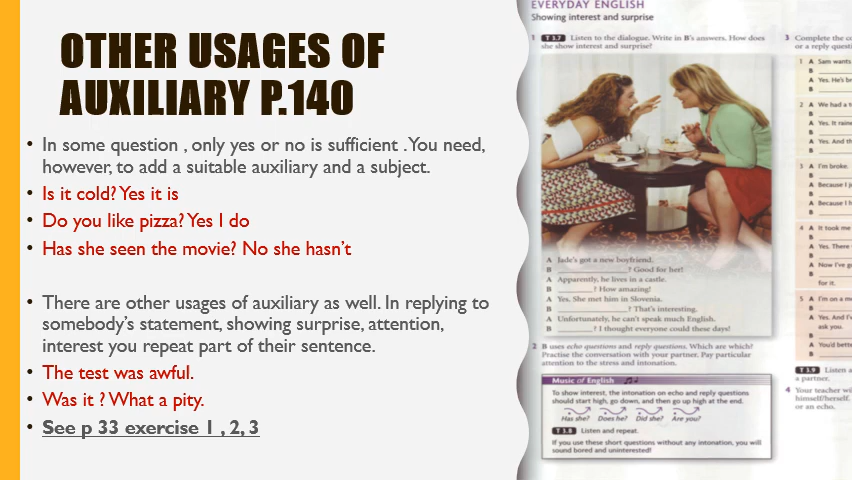 OTHER USAGES OF
AUXILIARY P.140
• In some question , only yes or no is sufficient .You need,
however, to add a suitable auxiliary and a subject.
• Is it cold? Yes it is
• Do you like pizza? Yes I do
• Has she seen the movie? No she hasn't
• There are other usages of auxiliary as well. In replying to
somebody's statement, showing surprise, attention,
interest you repeat part of their sentence.
• The test was awful.
• Was it ? What a pity.
• See p 33 exercise 1 , 2, 3
EVERYDAY ENGLISH
Showing interest and surprise
1 T 3.7 Listen to the dialogue. Write in B's answers. How does
she show interest and surprise?
A Jade's got a new boyfriend.
B ____________? Good for her!
A Apparently, he lives in a castle.
B ____________? How amazing!
A Yes. She met him in Slovenia.
B ____________? That's interesting.
A Unfortunately, he can't speak much English.
B ____________? I thought everyone could these days!
2 B uses echo questions and reply questions. Which are which?
Practise the conversation with your partner. Pay particular
attention to the stress and intonation.
Music of English
To show interest, the intonation on echo and reply questions
should start high, go down, and then go up high at the end.
Has she? Does he? Did she? Are you?
T 3.8 Listen and repeat.
If you use these short questions without any intonation, you will
sound bored and uninterested!
3 Complete the
or a reply
1 A Sam wants
B
A Yes. He's
B
2 A We had a
B
A Yes. It
B
A Yes. And
B
3 A I'm broke.
B
A Because I
B
A Because I
B
4 A It took me
B
A Yes. There
B
A Now I've
B
for it.
5 A I'm on a
B
A Yes. And I've
ask you.
B
A You'd
B
T 3.9 Listen
a partner.
4 Your teacher
himself/herself.
or an echo.